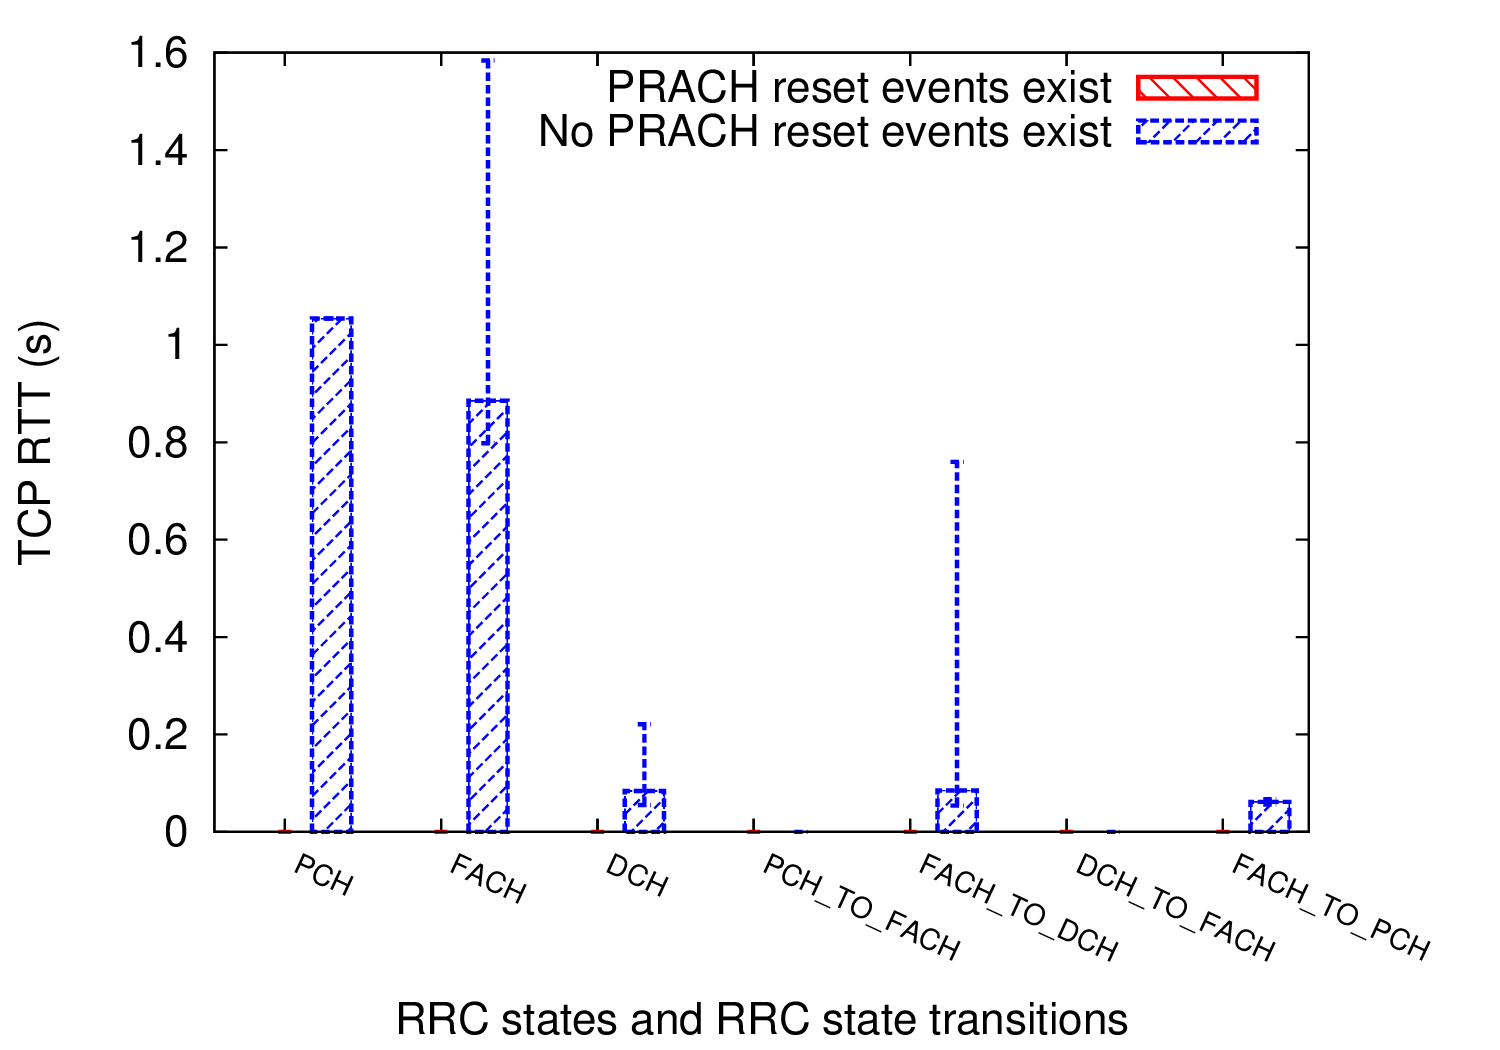 PRACH reset events exist
No PRACH reset events exist
1.6
1.4
1.2
1
0.8
0.6
0.4
0.2
0
TCP RTT (s)
PCH
FACH
DCH
PCH_TO_FACH
FACH_TO_DCH
DCH_TO_FACH
FACH_TO_PCH
RRC states and RRC state transitions